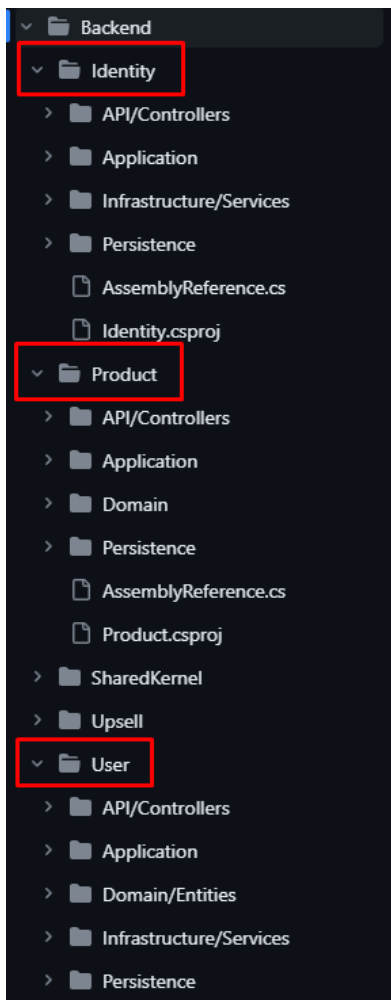 Backend
Identity
API/Controllers
Application
Infrastructure/Services
Persistence
AssemblyReference.cs
Identity.csproj
Product
API/Controllers
Application
Domain
Persistence
AssemblyReference.cs
Product.csproj
SharedKernel
Upsell
User
API/Controllers
Application
Domain/Entities
Infrastructure/Services
Persistence